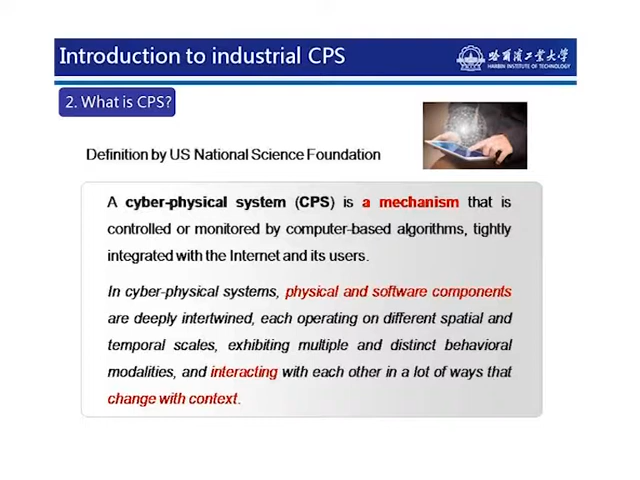 Introduction to industrial CPS
哈尔滨工业大学
HARBIN INSTITUTE OF TECHNOLOGY
2. What is CPS?
Definition by US National Science Foundation
A cyber-physical system (CPS) is a mechanism that is
controlled or monitored by computer-based algorithms, tightly
integrated with the Internet and its users.
In cyber-physical systems, physical and software components
are deeply intertwined, each operating on different spatial and
temporal scales, exhibiting multiple and distinct behavioral
modalities, and interacting with each other in a lot of ways that
change with context.